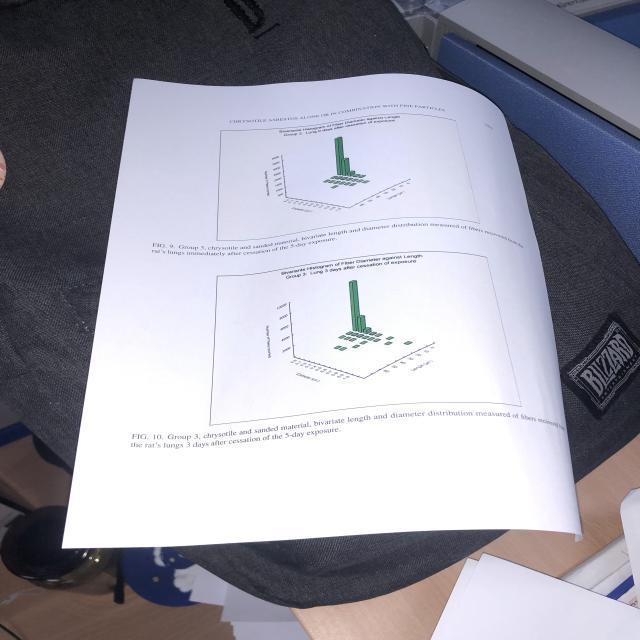 CHRYSOTILE ASBESTOS ALONE OR IN COMBINATION WITH FINE PARTICLES
Bivariate Histogram of Fiber Diameter against Length
Group 3: Lung 0 days after cessation of exposure
FIG. 9. Group 3, chrysotile and sanded material, bivariate length and diameter distribution measured of fibers recovered from the
rat's lungs immediately after cessation of the 5-day exposure.
Bivariate Histogram of Fiber Diameter against Length
Group 3: Lung 3 days after cessation of exposure
FIG. 10. Group 3, chrysotile and sanded material, bivariate length and diameter distribution measured of fibers recovered
the rat's lungs 3 days after cessation of the 5-day exposure.
BLIZZARD